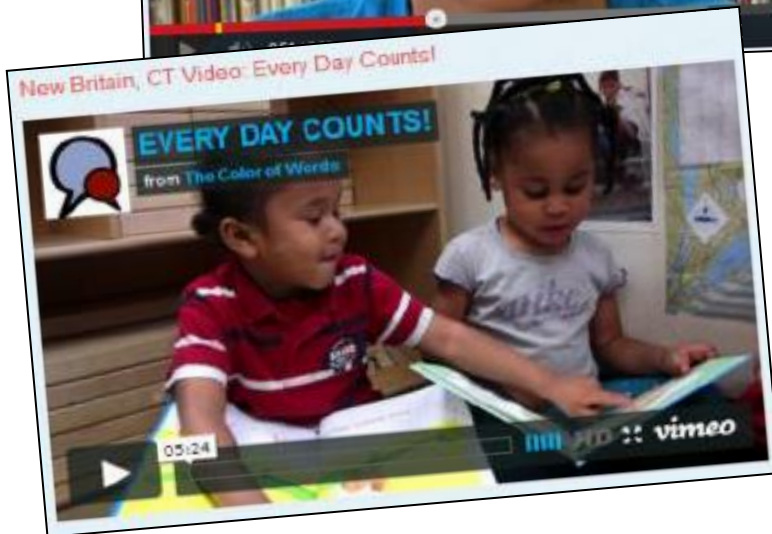 New Britain, CT Video: Every Day Counts!
EVERY DAY COUNTS!
from The Color of Words
05:24
HD vimeo